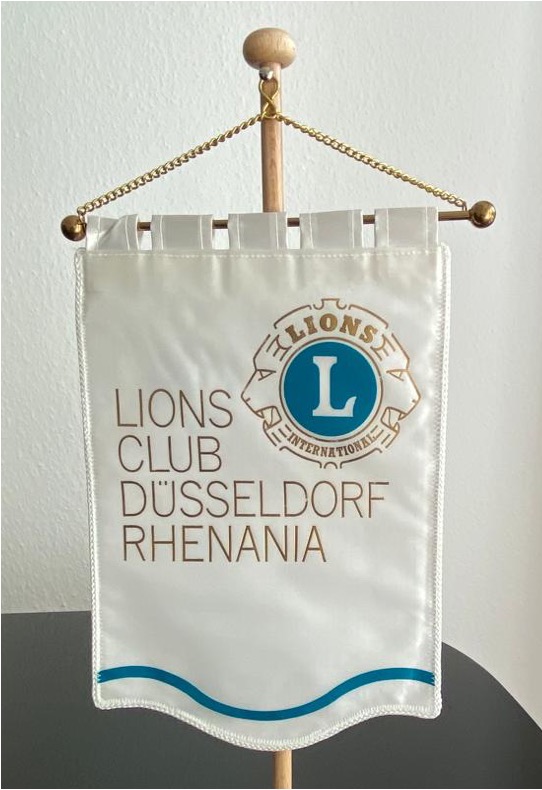 LIONS
L
INTERNATIONAL
LIONS
CLUB
DÜSSELDORF
RHENANIA